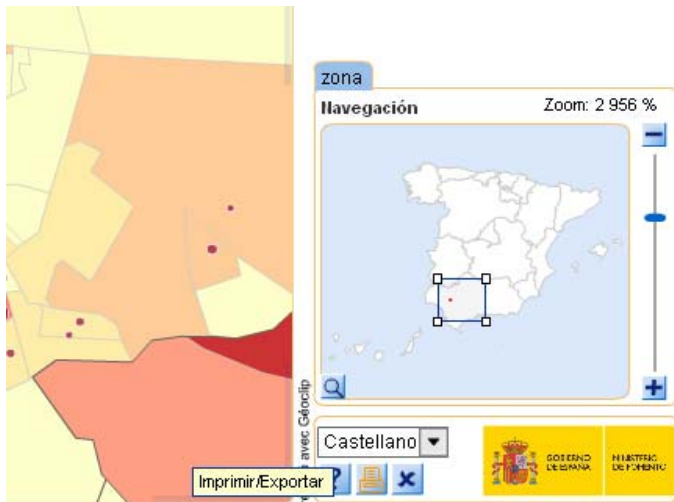 zona
Navegación
Zoom: 2 956 %
avec Géoclip
Castellano
GOBIERNO
DE ESPAÑA
MINISTERIO
DE FOMENTO
Imprimir/Exportar
?